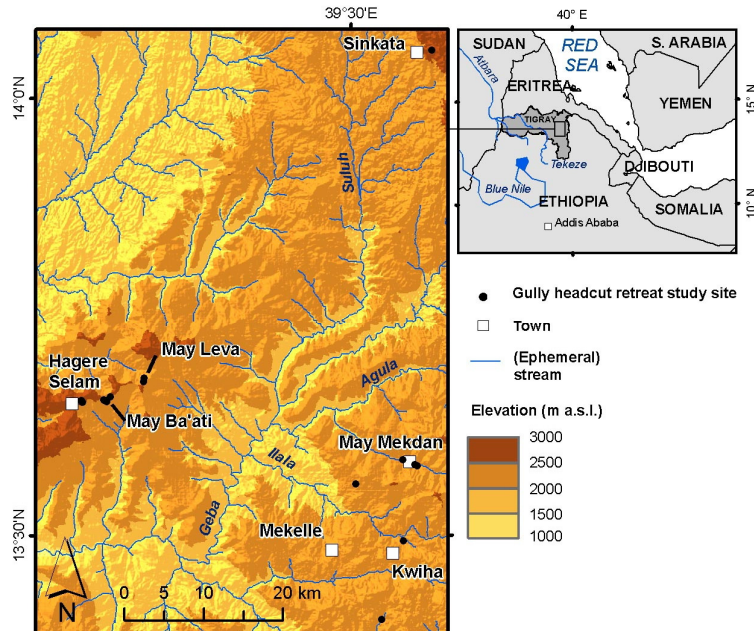 39°30'E
Sinkata
14°0'N
Suluh
May Leva
Hagere
Selam
May Ba'ati
Agula
May Mekdan
Ilala
Geba
13°30'N
Mekelle
Kwiha
N
0 5 10 20 km
40° E
SUDAN
RED
SEA
S. ARABIA
Atbara
ERITREA
15°N
YEMEN
TIGRAY
Tekeze
DJIBOUTI
Blue Nile
ETHIOPIA
10°N
SOMALIA
Addis Ababa
Gully headcut retreat study site
Town
(Ephemeral)
stream
Elevation (m a.s.l.)
3000
2500
2000
1500
1000